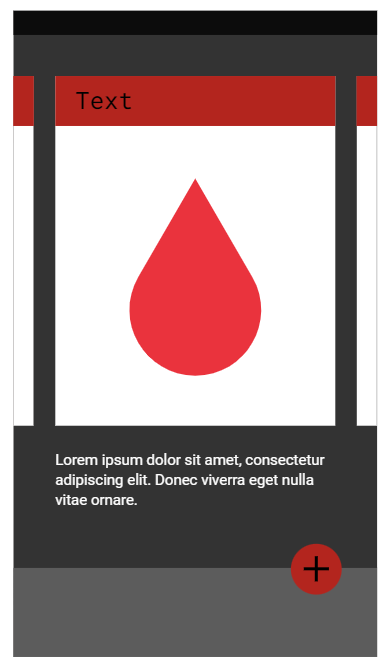 Text
Lorem ipsum dolor sit amet, consectetur
adipiscing elit. Donec viverra eget nulla
vitae ornare.